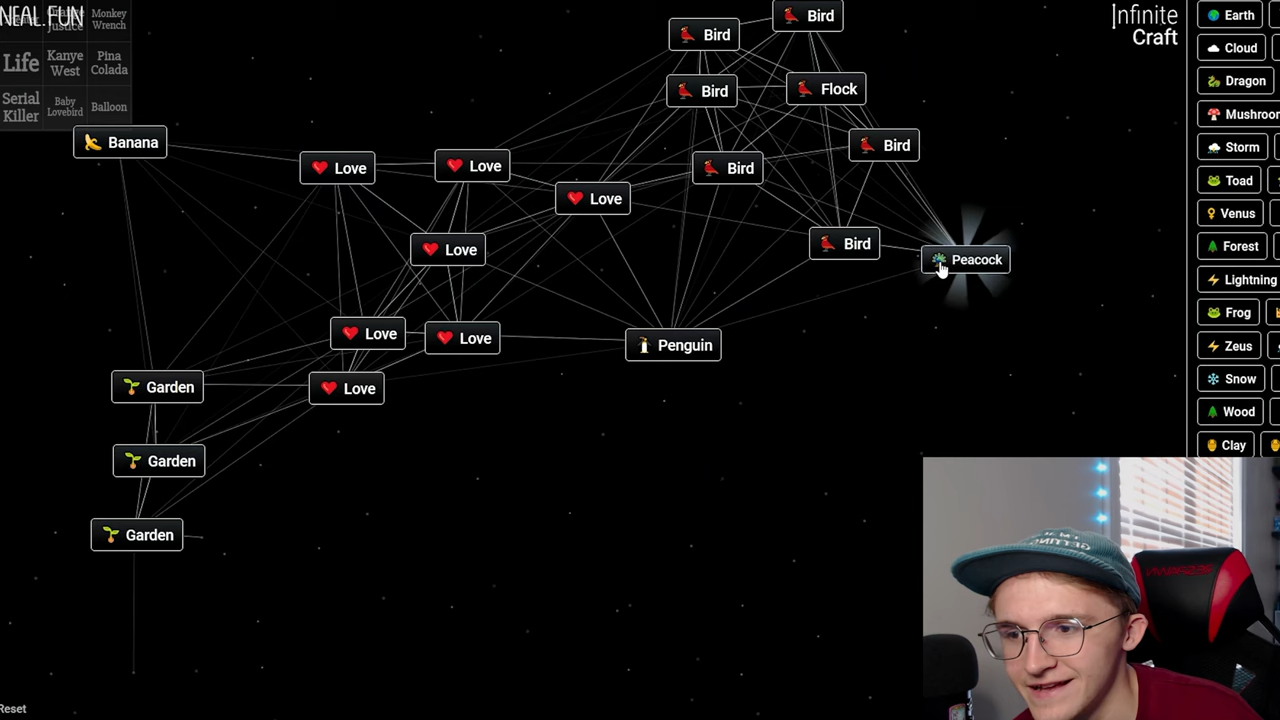 NEAL.FUN
Justice
Monkey
Wrench
Life
Kanye
West
Pina
Colada
Serial
Killer
Baby
Lovebird
Balloon
Infinite
Craft
Bird
Bird
Bird
Flock
Banana
Bird
Love
Love
Bird
Love
Bird
Love
Peacock
Love
Love
Penguin
Garden
Love
Garden
Garden
Earth
Cloud
Dragon
Mushroom
Storm
Toad
Venus
Forest
Lightning
Frog
Zeus
Snow
Wood
Clay
Reset